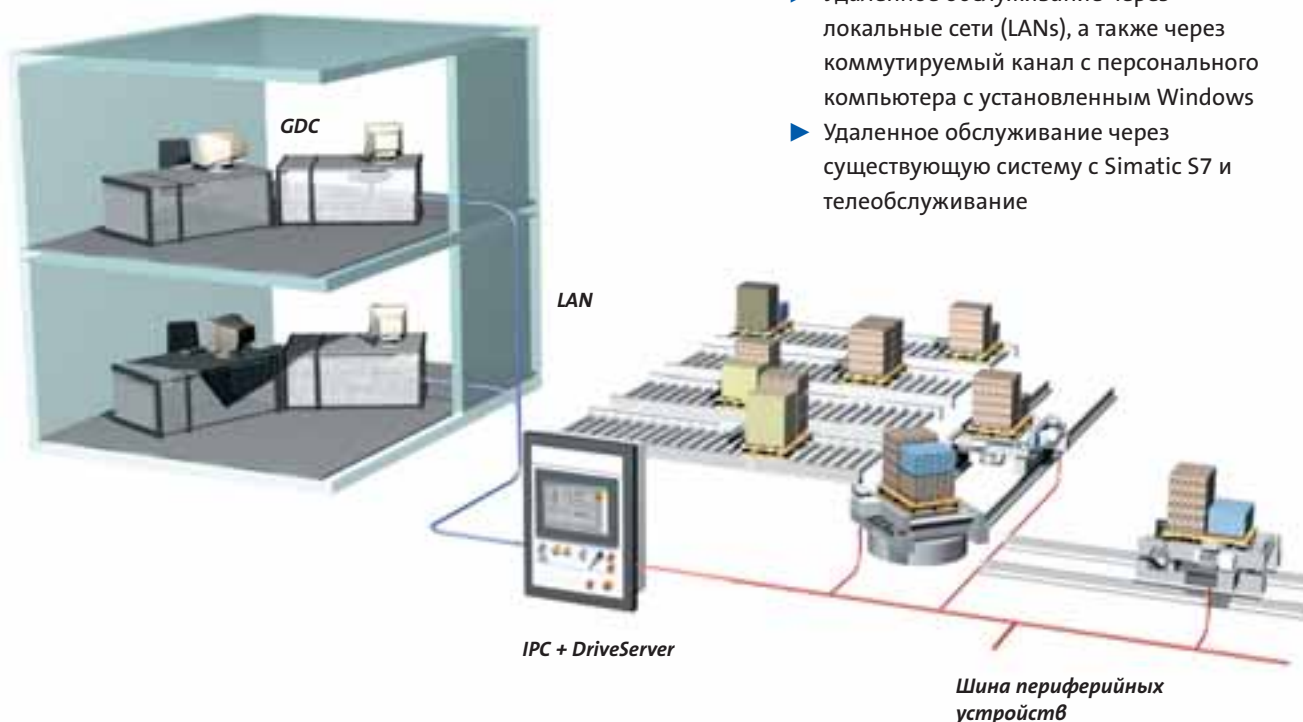 Удаленное обслуживание через
локальные сети (LANs), а также через
коммутируемый канал с персонального
компьютера с установленным Windows
Удаленное обслуживание через
существующую систему с Simatic S7 и
телеобслуживание
GDC
LAN
IPC + DriveServer
Шина периферийных
устройств